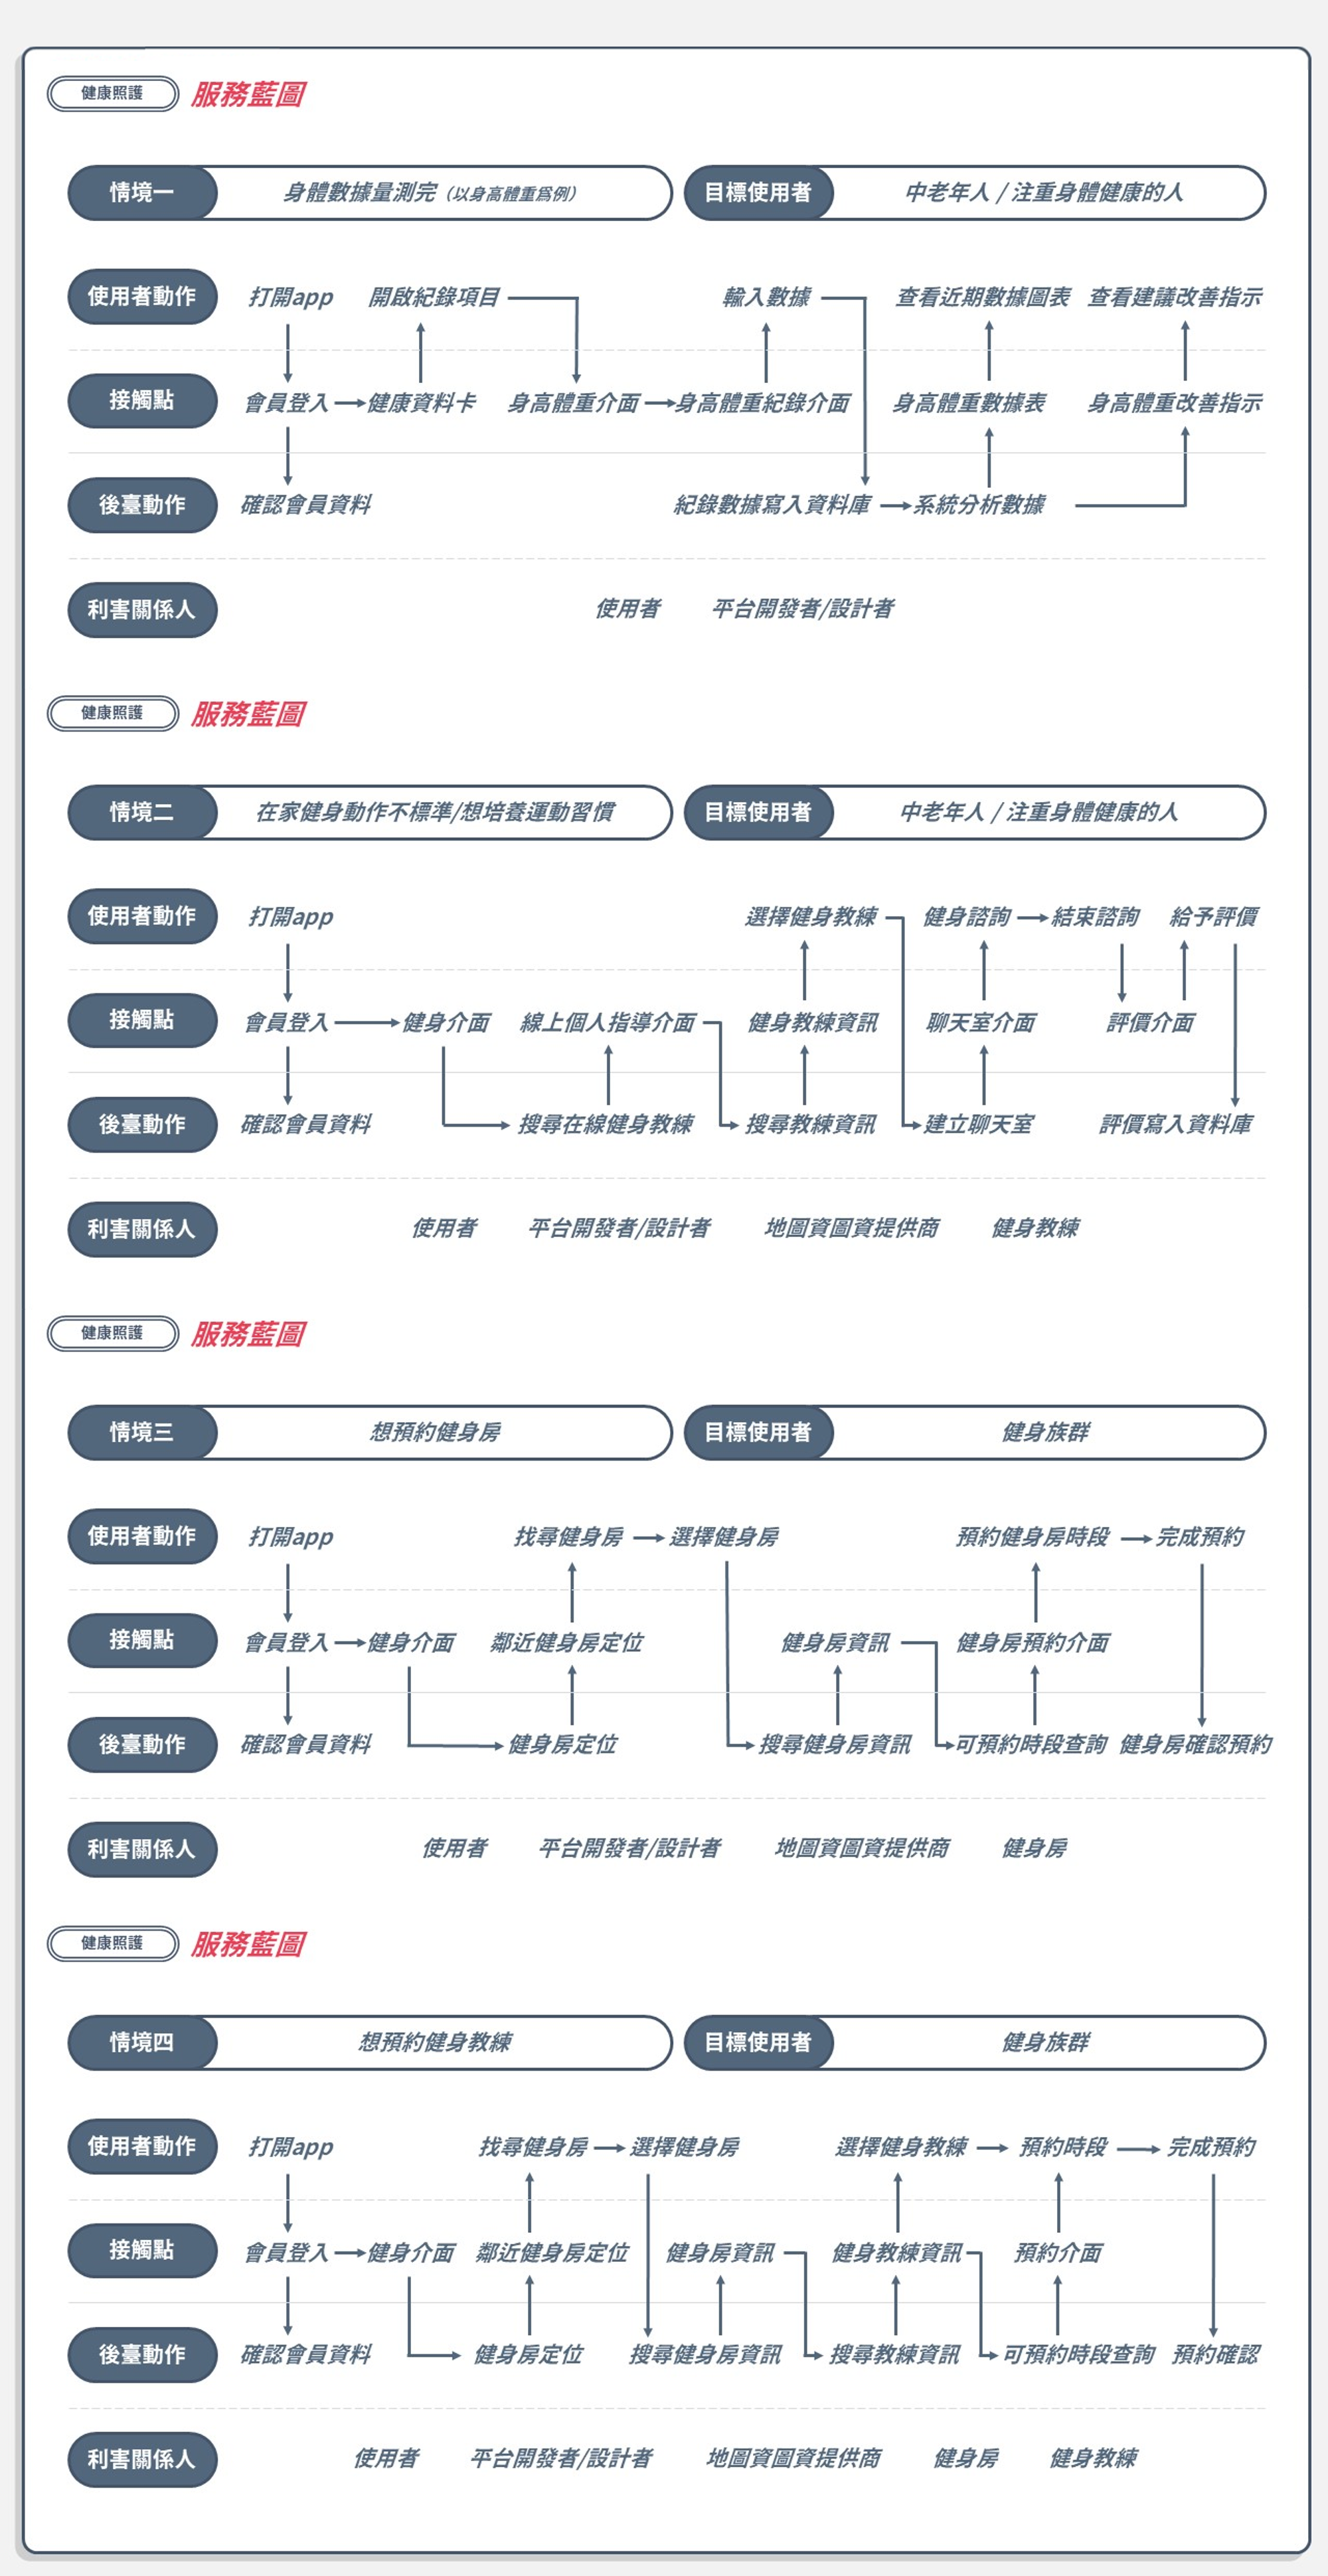 健康照護 服務藍圖
情境一 身體數據量測完（以身高體重爲例） 目標使用者 中老年人 / 注重身體健康的人
使用者動作 打開app 開啟紀錄項目 輸入數據 查看近期數據圖表 查看建議改善指示
接觸點 會員登入 健康資料卡 身高體重介面 身高體重紀錄介面 身高體重數據表 身高體重改善指示
後臺動作 確認會員資料 紀錄數據寫入資料庫 系統分析數據
利害關係人 使用者 平台開發者/設計者
健康照護 服務藍圖
情境二 在家健身動作不標準/想培養運動習慣 目標使用者 中老年人 / 注重身體健康的人
使用者動作 打開app 選擇健身教練 健身諮詢 結束諮詢 給予評價
接觸點 會員登入 健身介面 線上個人指導介面 健身教練資訊 聊天室介面 評價介面
後臺動作 確認會員資料 搜尋在線健身教練 搜尋教練資訊 建立聊天室 評價寫入資料庫
利害關係人 使用者 平台開發者/設計者 地圖資圖資提供商 健身教練
健康照護 服務藍圖
情境三 想預約健身房 目標使用者 健身族群
使用者動作 打開app 找尋健身房 選擇健身房 預約健身房時段 完成預約
接觸點 會員登入 健身介面 鄰近健身房定位 健身房資訊 健身房預約介面
後臺動作 確認會員資料 健身房定位 搜尋健身房資訊 可預約時段查詢 健身房確認預約
利害關係人 使用者 平台開發者/設計者 地圖資圖資提供商 健身房
健康照護 服務藍圖
情境四 想預約健身教練 目標使用者 健身族群
使用者動作 打開app 找尋健身房 選擇健身房 選擇健身教練 預約時段 完成預約
接觸點 會員登入 健身介面 鄰近健身房定位 健身房資訊 健身教練資訊 預約介面
後臺動作 確認會員資料 健身房定位 搜尋健身房資訊 搜尋教練資訊 可預約時段查詢 預約確認
利害關係人 使用者 平台開發者/設計者 地圖資圖資提供商 健身房 健身教練